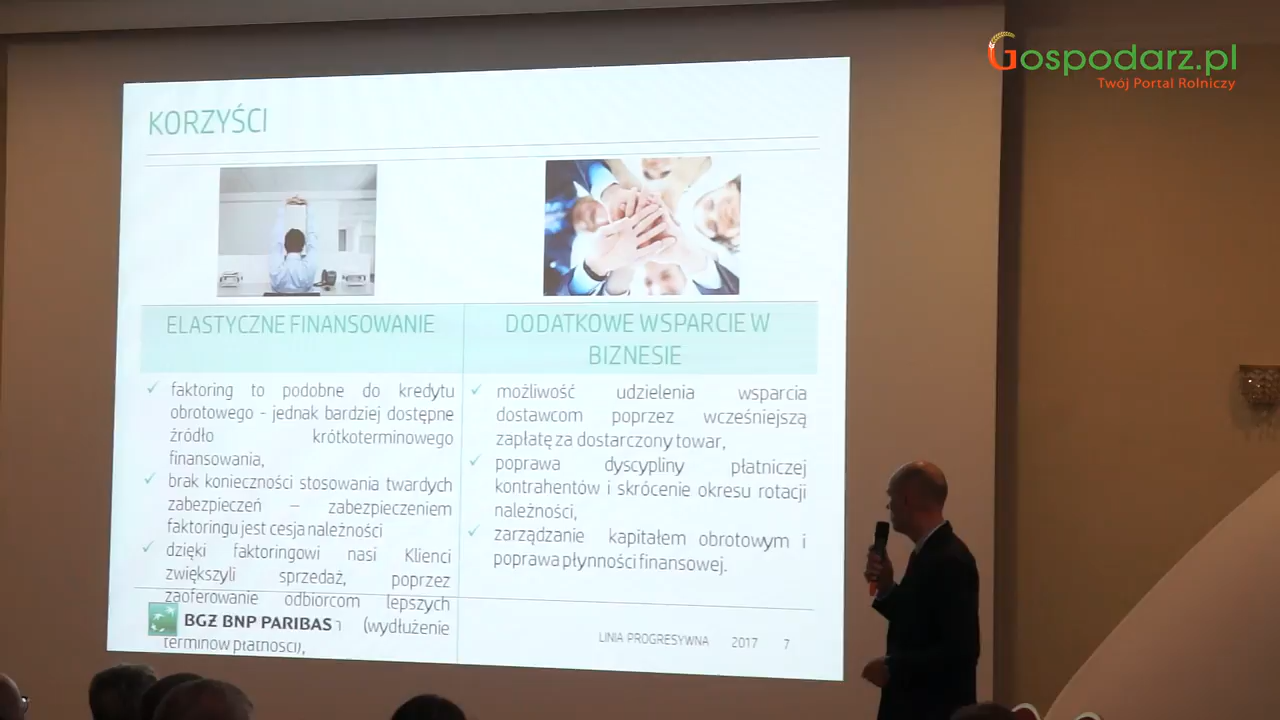 Gospodarz.pl
Twój Portal Rolniczy
KORZYŚCI
ELASTYCZNE FINANSOWANIE
✓ faktoring to podobne do kredytu
obrotowego - jednak bardziej dostępne
źródło krótkoterminowego
finansowania,
✓ brak konieczności stosowania twardych
zabezpieczeń – zabezpieczeniem
faktoringu jest cesja należności
✓ dzięki faktoringowi nasi Klienci
zwiększyli sprzedaż, poprzez
zaoferowanie odbiorcom lepszych
(wydłużenie
terminów płatności),
DODATKOWE WSPARCIE W
BIZNESIE
✓ możliwość udzielenia wsparcia
dostawcom poprzez wcześniejszą
zapłatę za dostarczony towar,
✓ poprawa dyscypliny płatniczej
kontrahentów i skrócenie okresu rotacji
należności,
✓ zarządzanie kapitałem obrotowym i
poprawa płynności finansowej.
BGŻ BNP PARIBAS
LINIA PROGRESYWNA 2017 7